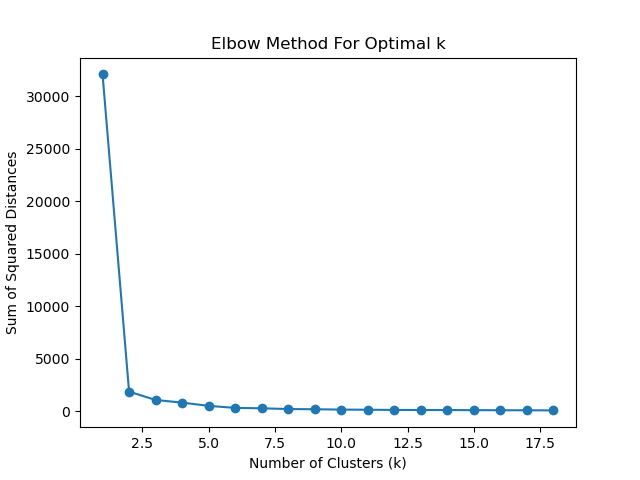 Elbow Method For Optimal k
30000
25000
20000
15000
10000
5000
0
Sum of Squared Distances
2.5 5.0 7.5 10.0 12.5 15.0 17.5
Number of Clusters (k)